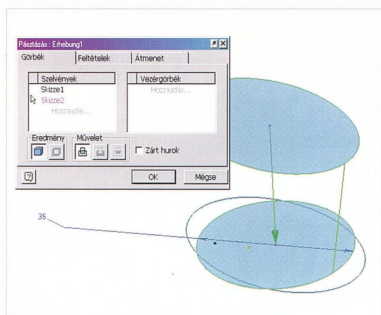 Pásztázás : Erhebung1
Görbék Feltételek Átmenet
Szelvények
Skizze1
Skizze2
Hozzáadás...
Vezérgörbék
Hozzáadás...
Eredmény Művelet
Zárt hurok
OK Mégse
35